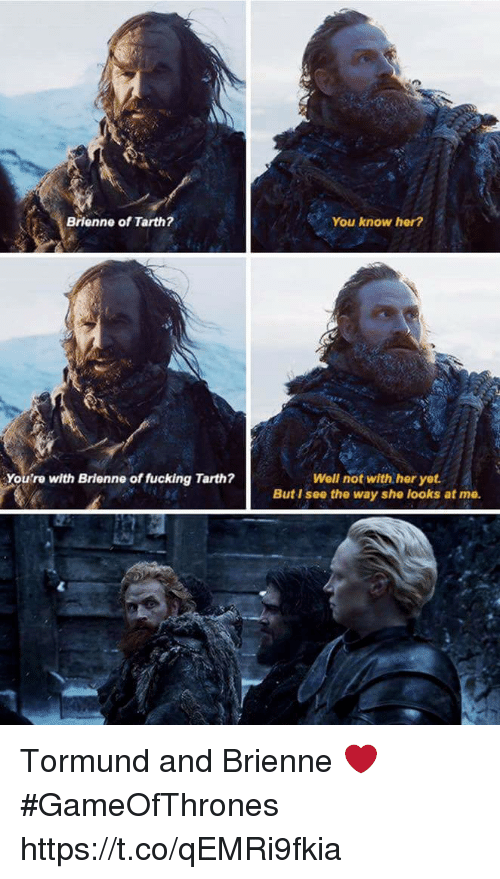 Brienne of Tarth?
You know her?
You're with Brienne of fucking Tarth?
Well not with her yet.
But I see the way she looks at me.
Tormund and Brienne ❤
#GameOfThrones
https://t.co/qEMRi9fkia